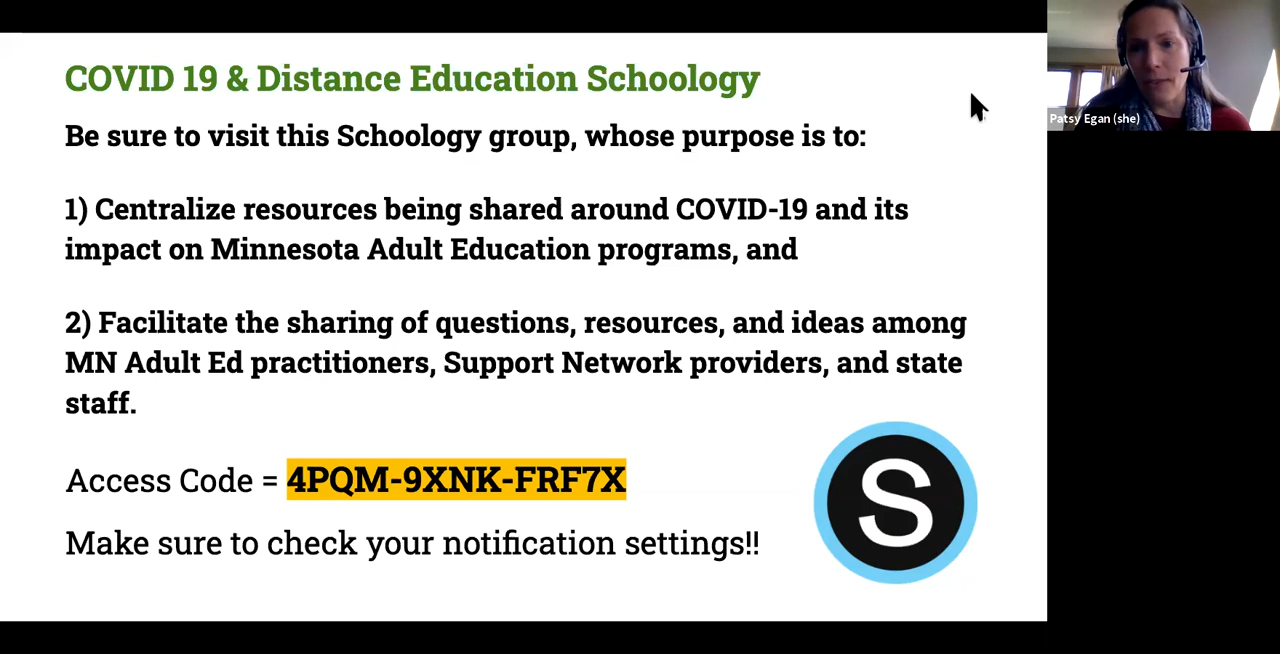 COVID 19 & Distance Education Schoology
Be sure to visit this Schoology group, whose purpose is to:
1) Centralize resources being shared around COVID-19 and its
impact on Minnesota Adult Education programs, and
2) Facilitate the sharing of questions, resources, and ideas among
MN Adult Ed practitioners, Support Network providers, and state
staff.
Access Code = 4PQM-9XNK-FRF7X
Make sure to check your notification settings!!
S
Patsy Egan (she)